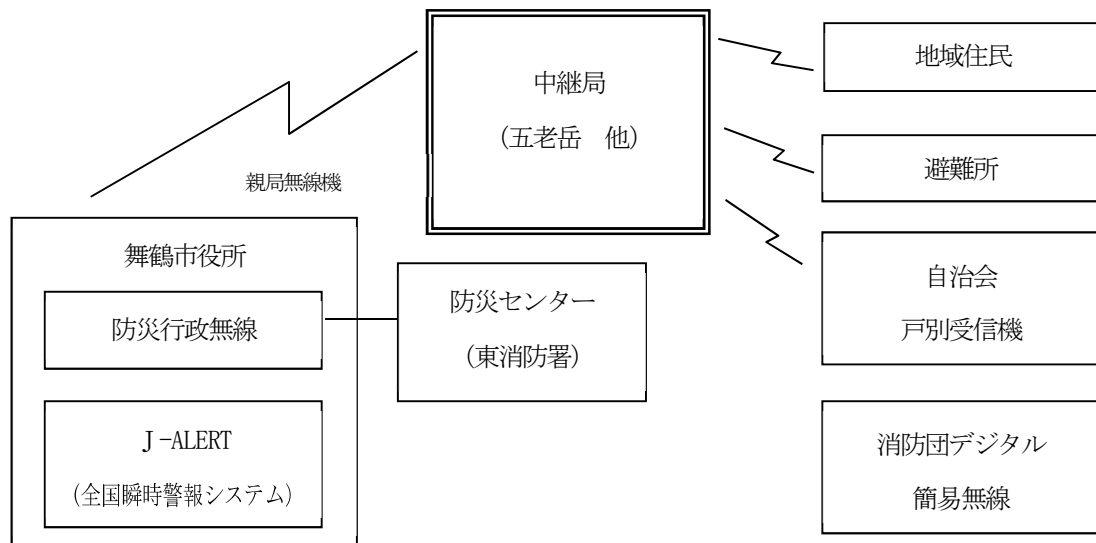 中継局
(五老岳　他)
地域住民
避難所
自治会
戸別受信機
消防団デジタル
簡易無線
親局無線機
舞鶴市役所
防災行政無線
J-ALERT
(全国瞬時警報システム)
防災センター
(東消防署)